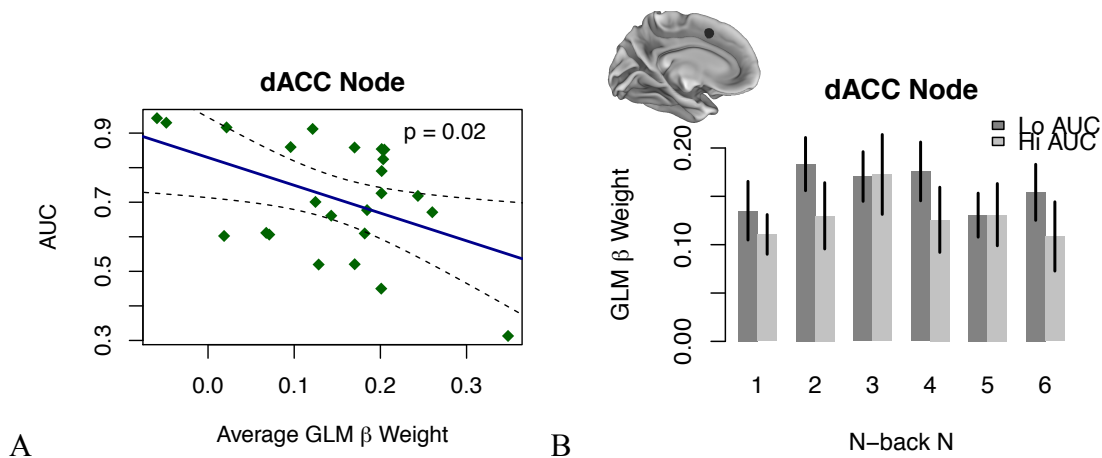 dACC Node
p = 0.02
AUC
0.3 0.5 0.7 0.9
0.0 0.1 0.2 0.3
Average GLM β Weight
A
dACC Node
Lo AUC
Hi AUC
GLM β Weight
0.00 0.10 0.20
1 2 3 4 5 6
N−back N
B